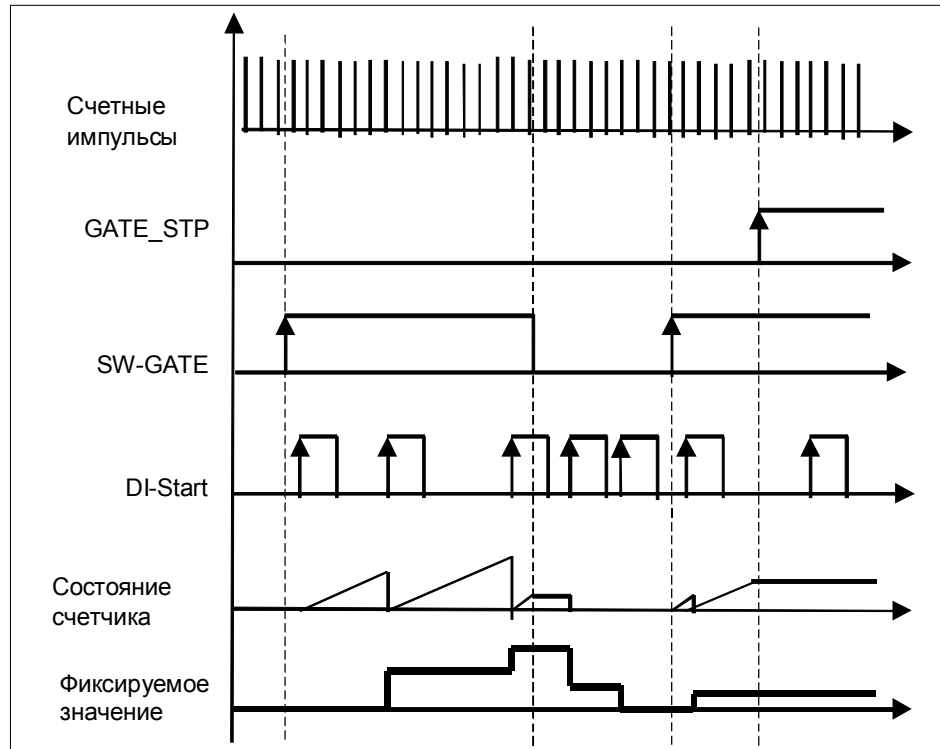 Счетные
импульсы
GATE_STP
SW-GATE
DI-Start
Состояние
счетчика
Фиксируемое
значение